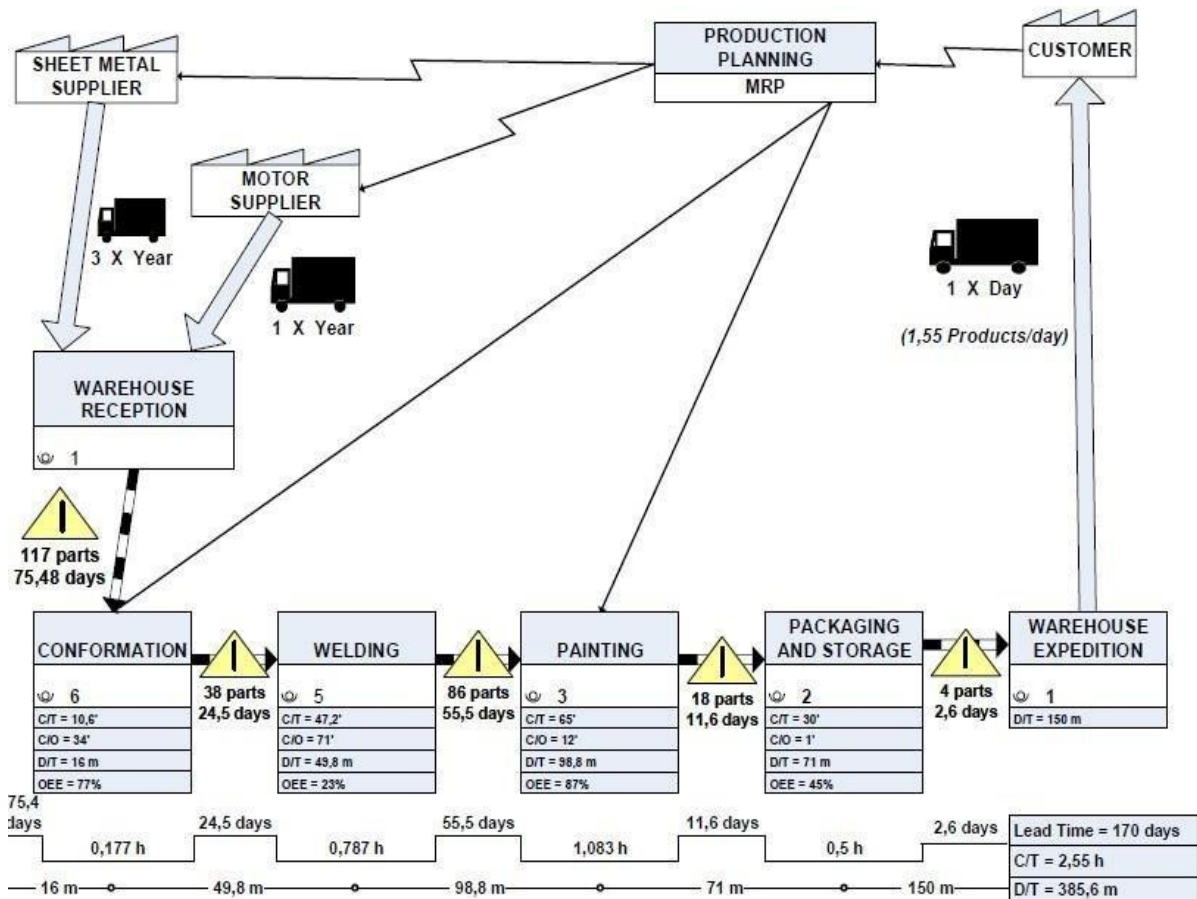 SHEET METAL
SUPPLIER
PRODUCTION
PLANNING
MRP
CUSTOMER
MOTOR
SUPPLIER
3 X Year
1 X Year
1 X Day
(1,55 Products/day)
WAREHOUSE
RECEPTION
1
117 parts
75,48 days
CONFORMATION
6
C/T = 10,6'
C/O = 34'
D/T = 16 m
OEE = 77%
38 parts
24,5 days
WELDING
5
C/T = 47,2'
C/O = 71'
D/T = 49,8 m
OEE = 23%
86 parts
55,5 days
PAINTING
3
C/T = 65'
C/O = 12'
D/T = 98,8 m
OEE = 87%
18 parts
11,6 days
PACKAGING
AND STORAGE
2
C/T = 30'
C/O = 1'
D/T = 71 m
OEE = 45%
4 parts
2,6 days
WAREHOUSE
EXPEDITION
1
D/T = 150 m
75,4
days
0,177 h
24,5 days
0,787 h
55,5 days
1,083 h
11,6 days
0,5 h
2,6 days
Lead Time = 170 days
C/T = 2,55 h
D/T = 385,6 m
16 m
49,8 m
98,8 m
71 m
150 m